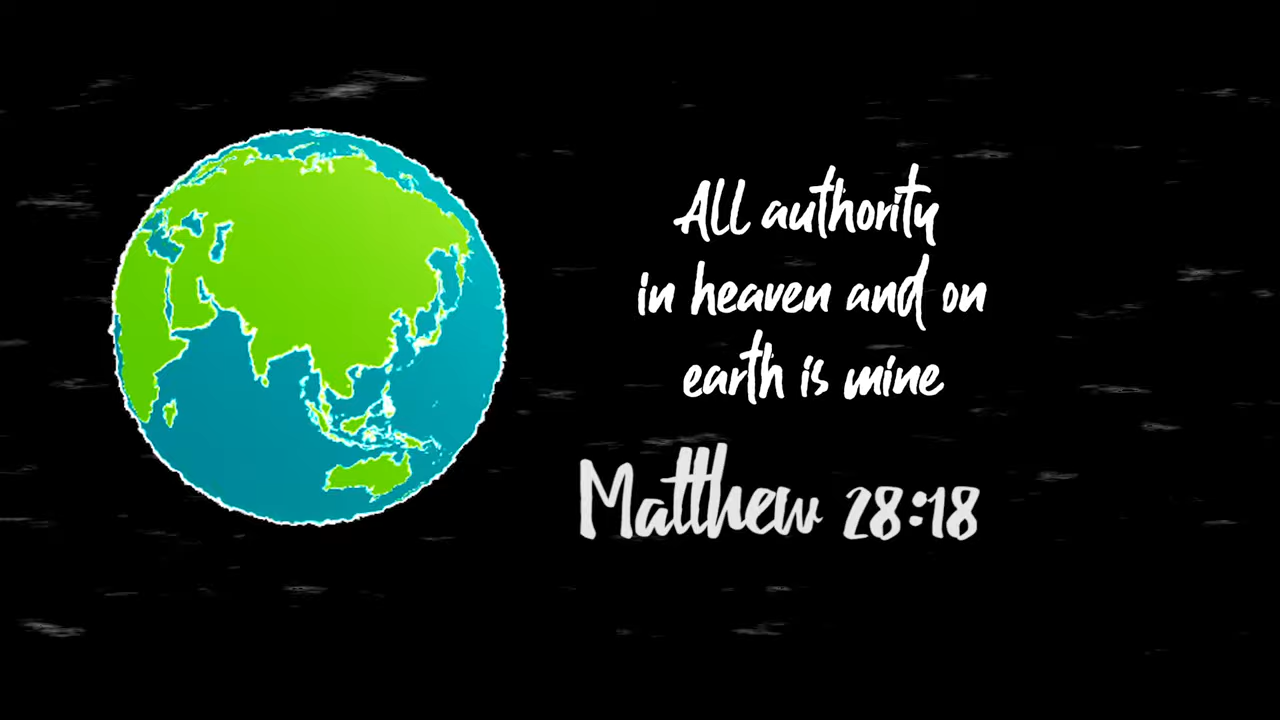 All authority
in heaven and on
earth is mine
Matthew 28:18